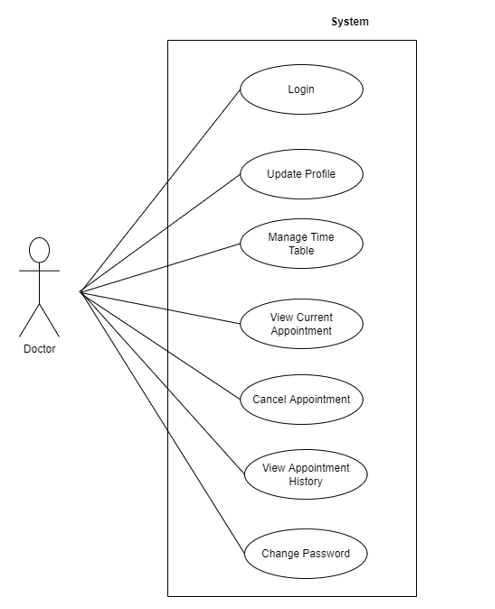 System
Login
Update Profile
Manage Time
Table
View Current
Appointment
Doctor
Cancel Appointment
View Appointment
History
Change Password